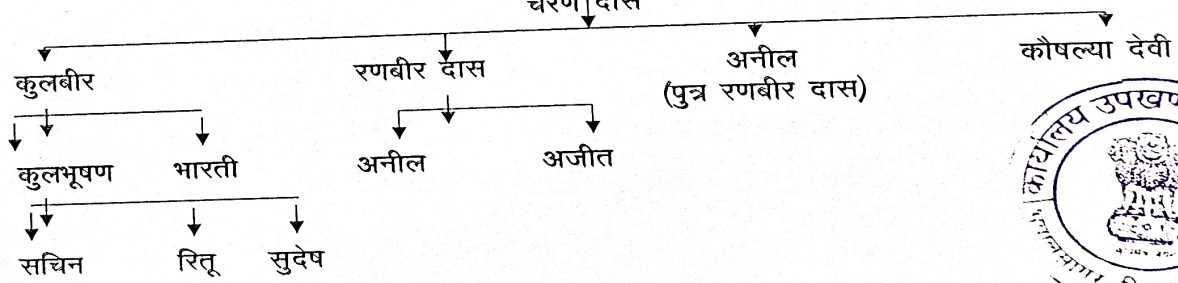 चरण दास
कुलबीर रणबीर दास अनील कौषल्या देवी
(पुत्र रणबीर दास)
कुलभूषण भारती अनील अजीत
सचिन रितू सुदेष
कार्यालय उपखण